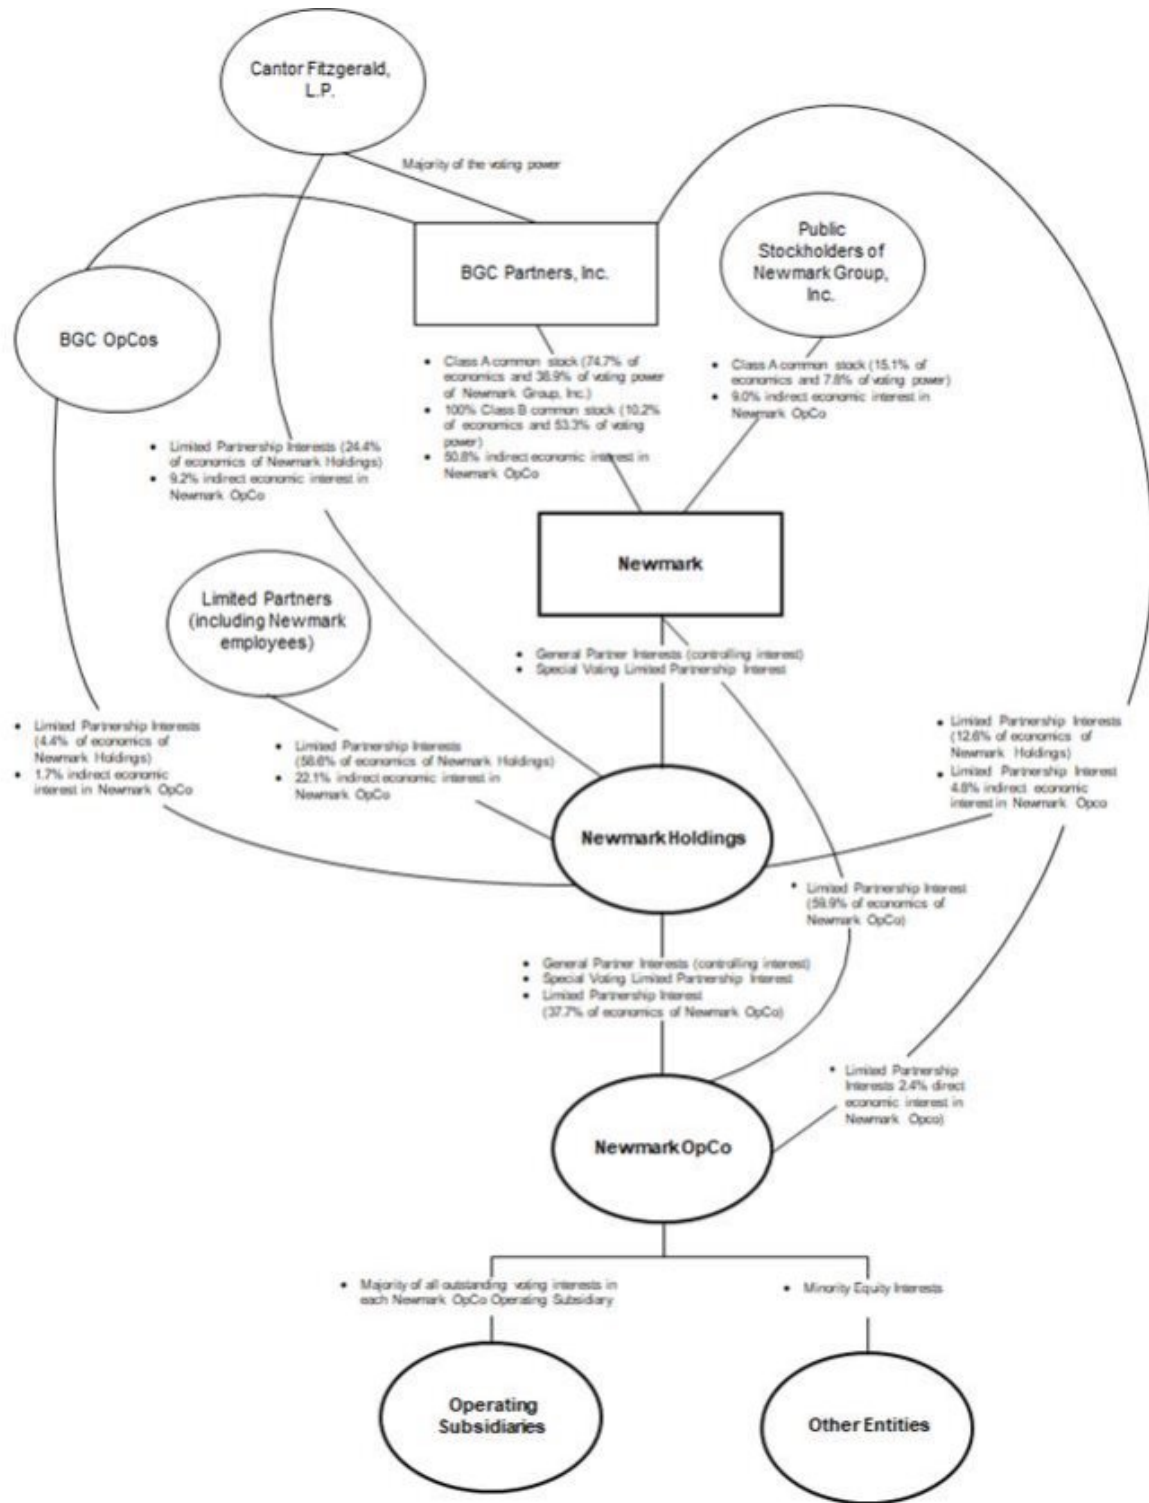 Cantor Fitzgerald,
L.P.
Majority of the voting power
BGC Partners, Inc.
Public
Stockholders of
Newmark Group,
Inc.
BGC OpCos
• Class A common stock (74.7% of
economics and 38.9% of voting power
of Newmark Group, Inc.)
• 100% Class B common stock (10.2%
of economics and 53.3% of voting
power)
• 50.8% indirect economic interest in
Newmark OpCo
• Class A common stock (15.1% of
economics and 7.8% of voting power)
• 9.0% indirect economic interest in
Newmark OpCo
• Limited Partnership Interests (24.4%
of economics of Newmark Holdings)
• 9.2% indirect economic interest in
Newmark OpCo
Newmark
Limited Partners
(including Newmark
employees)
• General Partner Interests (controlling interest)
• Special Voting Limited Partnership Interest
• Limited Partnership Interests
(4.4% of economics of
Newmark Holdings)
• 1.7% indirect economic
interest in Newmark OpCo
• Limited Partnership Interests
(58.6% of economics of Newmark Holdings)
• 22.1% indirect economic interest in
Newmark OpCo
• Limited Partnership Interests
(12.6% of economics of
Newmark Holdings)
• Limited Partnership Interest
4.8% indirect economic
interest in Newmark Opco
Newmark Holdings
• Limited Partnership Interest
(59.9% of economics of
Newmark OpCo)
• General Partner Interests (controlling interest)
• Special Voting Limited Partnership Interest
• Limited Partnership Interest
(37.7% of economics of Newmark OpCo)
• Limited Partnership
Interests 2.4% direct
economic interest in
Newmark Opco)
Newmark OpCo
• Majority of all outstanding voting interests in
each Newmark OpCo Operating Subsidiary
• Minority Equity Interests
Operating
Subsidiaries
Other Entities